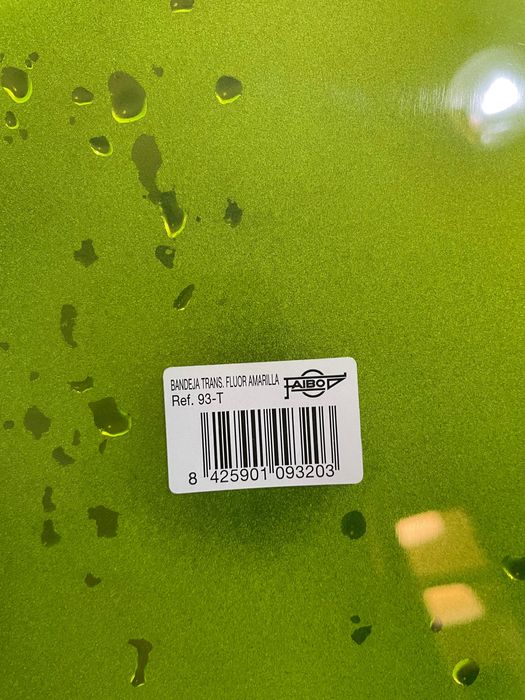 BANDEJA TRANS. FLUOR AMARILLA FAIBO
Ref. 93-T
8 425901 093203